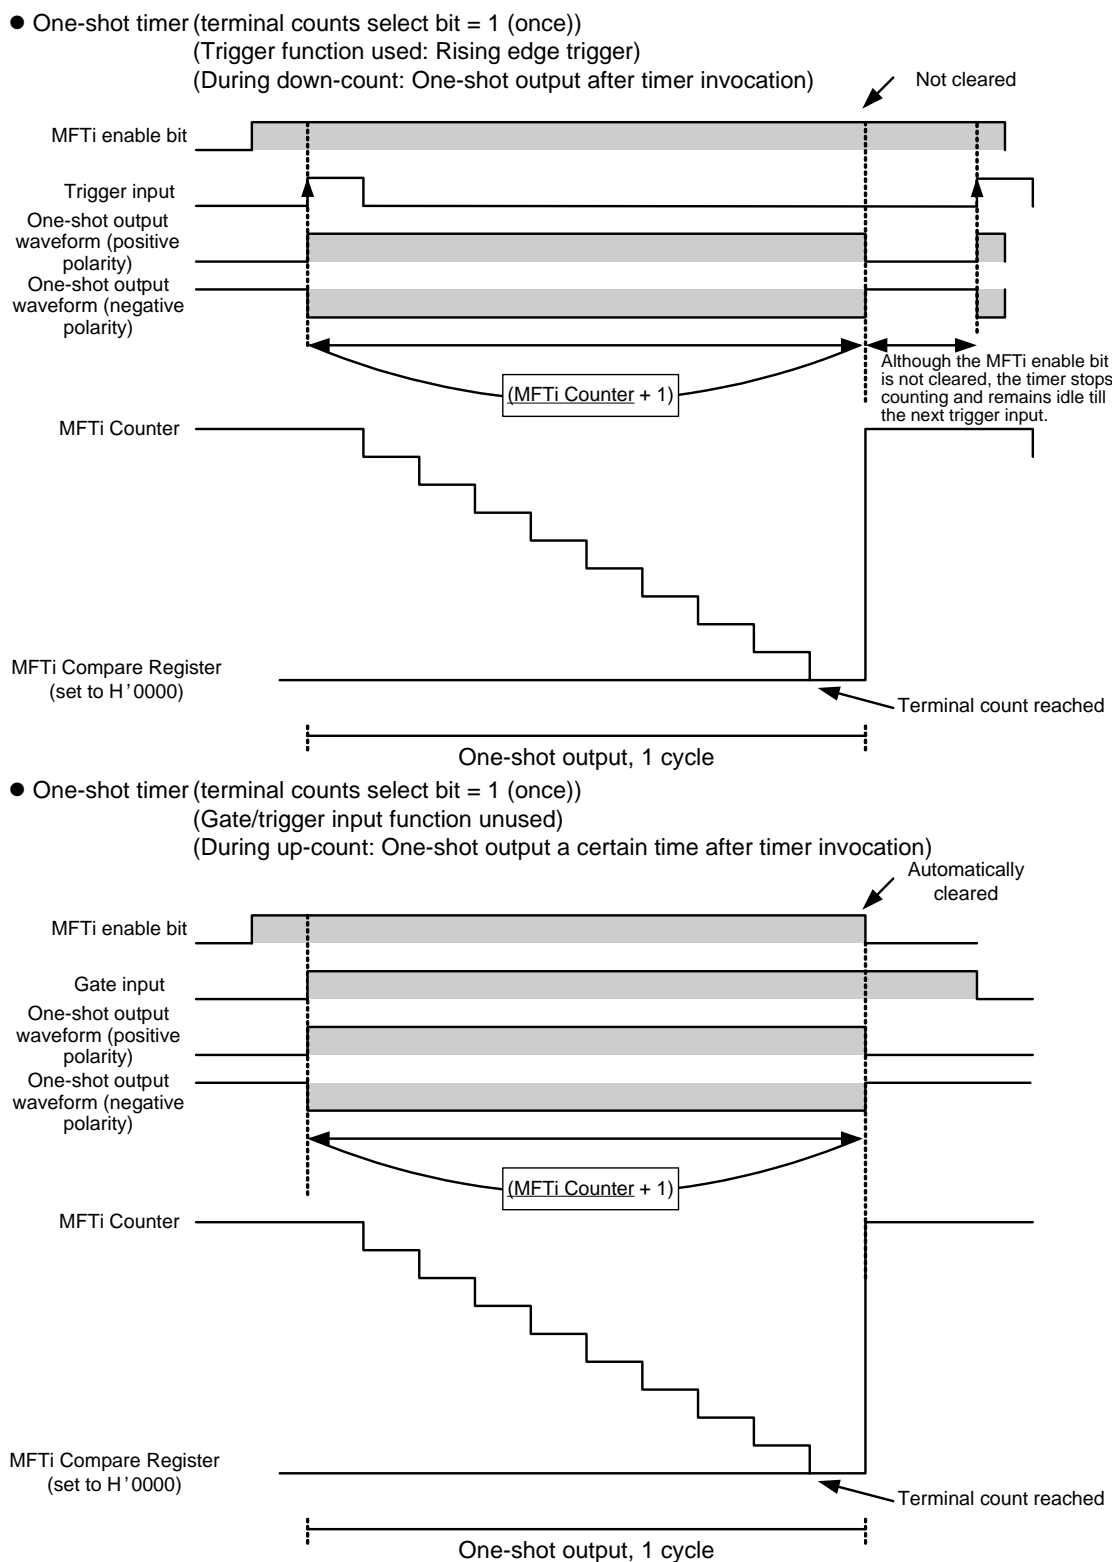 ● One-shot timer (terminal counts select bit = 1 (once))
(Trigger function used: Rising edge trigger)
(During down-count: One-shot output after timer invocation)
Not cleared
MFTi enable bit
Trigger input
One-shot output
waveform (positive
polarity)
One-shot output
waveform (negative
polarity)
Although the MFTi enable bit
is not cleared, the timer stops
counting and remains idle till
the next trigger input.
(MFTi Counter + 1)
MFTi Counter
MFTi Compare Register
(set to H'0000)
Terminal count reached
One-shot output, 1 cycle
● One-shot timer (terminal counts select bit = 1 (once))
(Gate/trigger input function unused)
(During up-count: One-shot output a certain time after timer invocation)
Automatically
cleared
MFTi enable bit
Gate input
One-shot output
waveform (positive
polarity)
One-shot output
waveform (negative
polarity)
(MFTi Counter + 1)
MFTi Counter
MFTi Compare Register
(set to H'0000)
Terminal count reached
One-shot output, 1 cycle